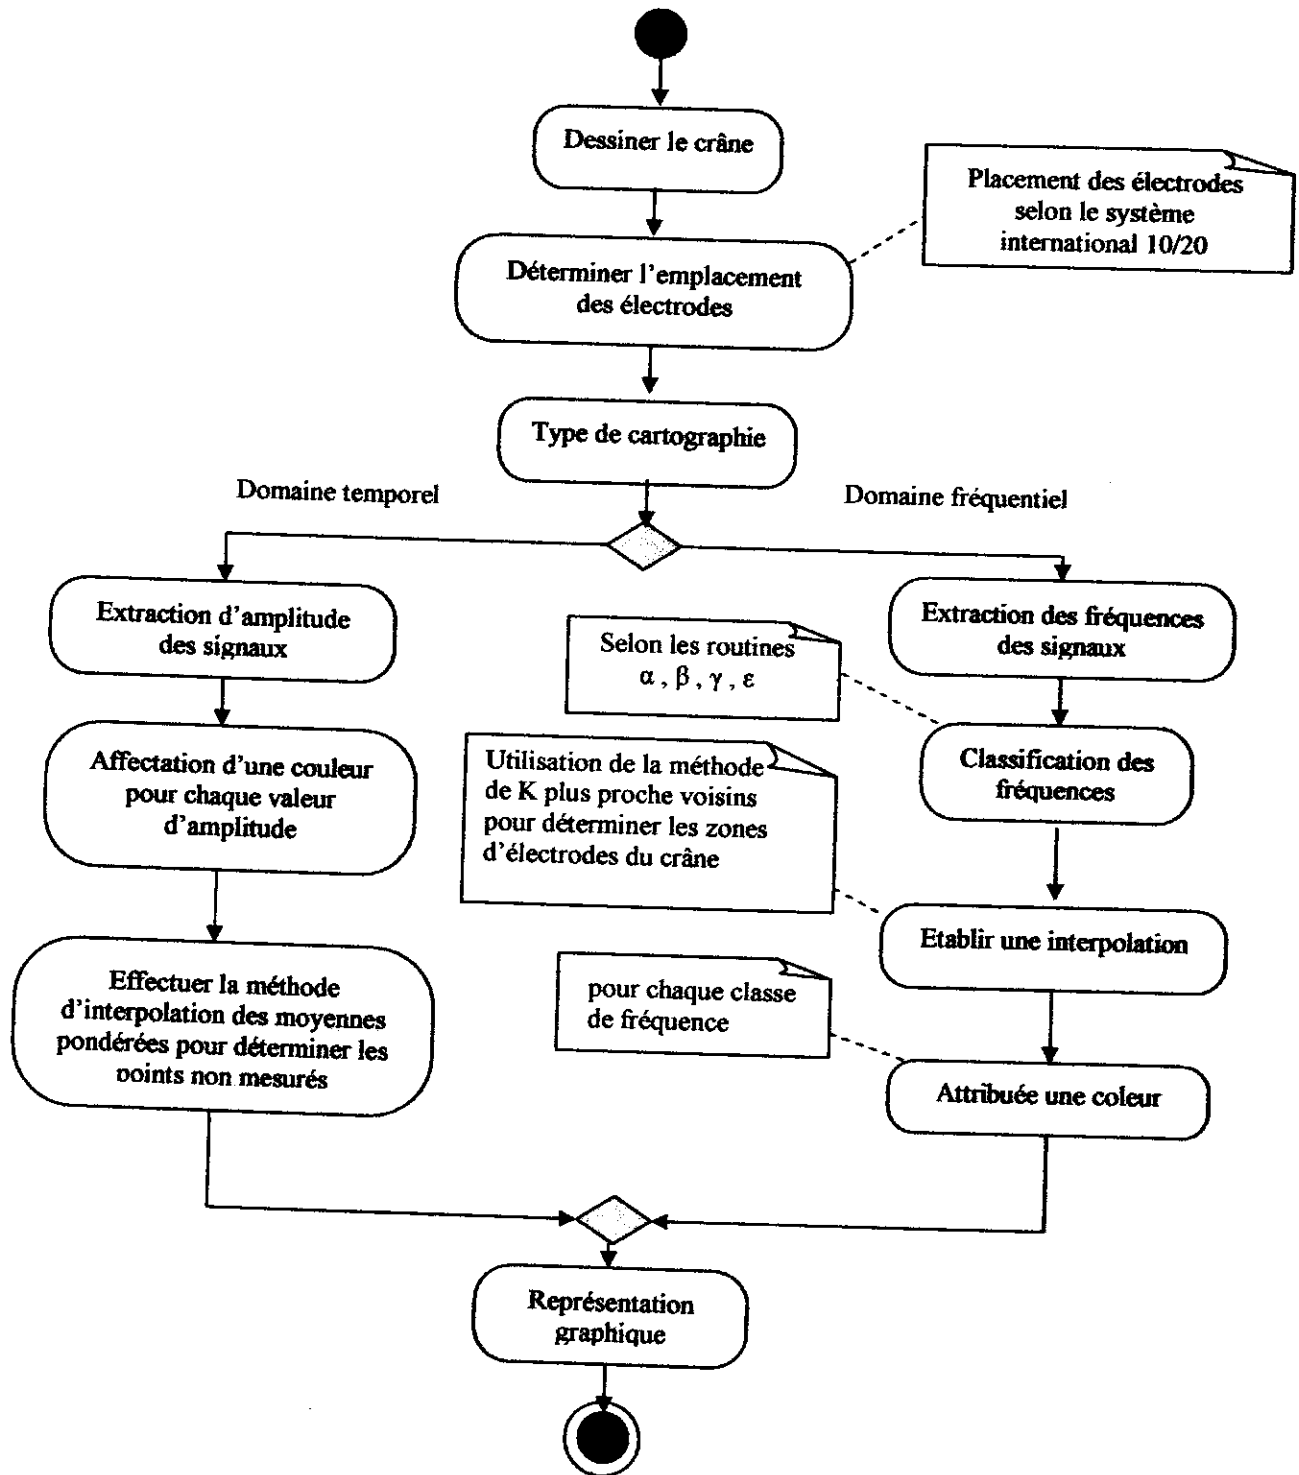 Dessiner le crâne
Placement des électrodes
selon le système
international 10/20
Déterminer l'emplacement
des électrodes
Type de cartographie
Domaine temporel
Domaine fréquentiel
Extraction d'amplitude
des signaux
Extraction des fréquences
des signaux
Selon les routines
α , β , γ , ε
Affectation d'une couleur
pour chaque valeur
d'amplitude
Classification des
fréquences
Utilisation de la méthode
de K plus proche voisins
pour déterminer les zones
d'électrodes du crâne
Etablir une interpolation
Effectuer la méthode
d'interpolation des moyennes
pondérées pour déterminer les
points non mesurés
pour chaque classe
de fréquence
Attribuée une coleur
Représentation
graphique